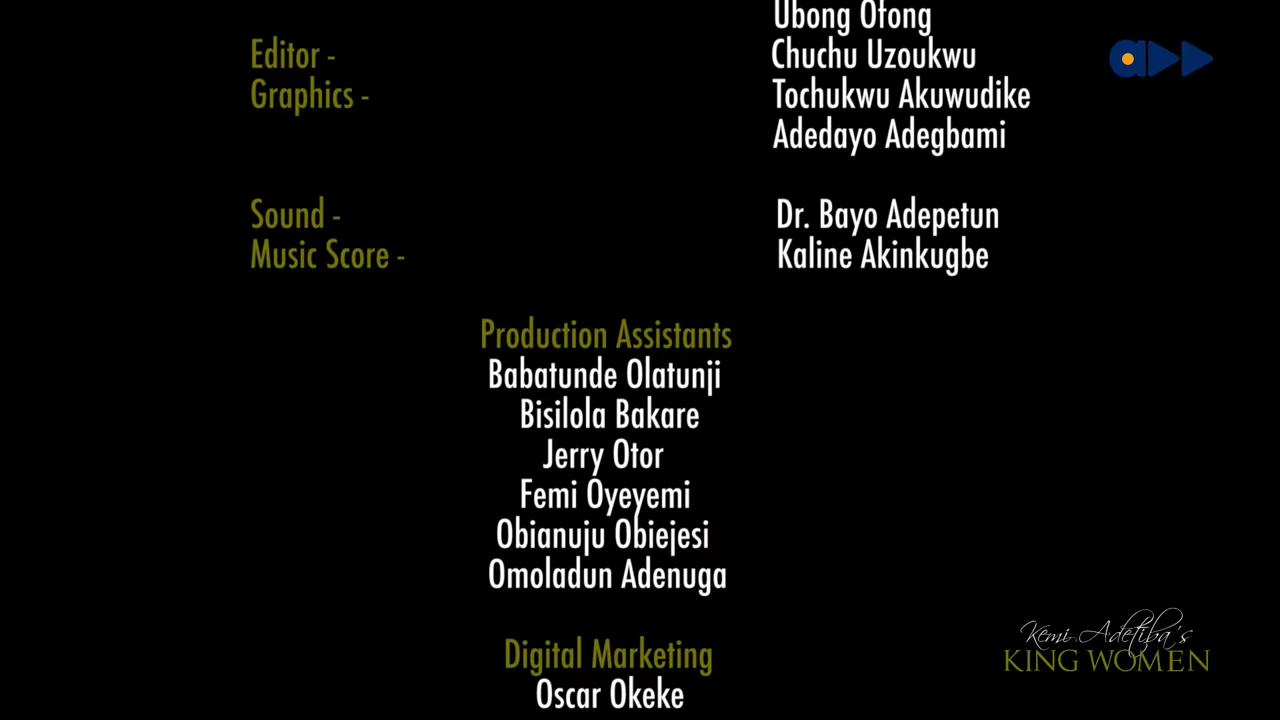 Ubong Ofong
Editor - Chuchu Uzoukwu
Graphics - Tochukwu Akuwudike
Adedayo Adegbami
Sound - Dr. Bayo Adepetun
Music Score - Kaline Akinkugbe
Production Assistants
Babatunde Olatunji
Bisilola Bakare
Jerry Otor
Femi Oyeyemi
Obianuju Obiejesi
Omoladun Adenuga
Digital Marketing
Oscar Okeke
Kemi Adetiba's
KING WOMEN